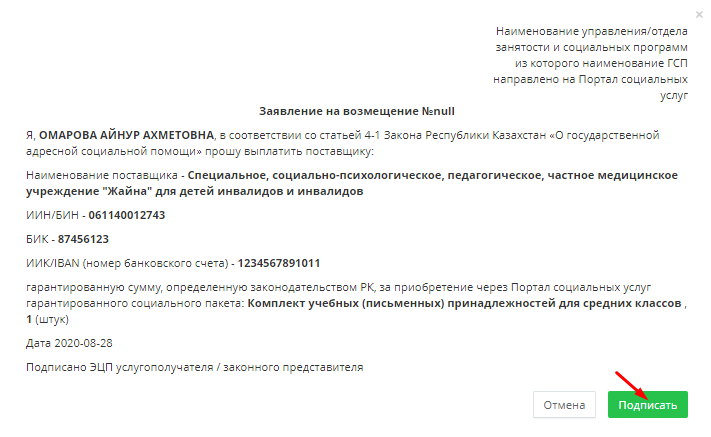 ×
Наименование управления/отдела
занятости и социальных программ
из которого наименование ГСП
направлено на Портал социальных
услуг
Заявление на возмещение №null
Я, ОМАРОВА АЙНУР АХМЕТОВНА, в соответствии со статьей 4-1 Закона Республики Казахстан «О государственной
адресной социальной помощи» прошу выплатить поставщику:
Наименование поставщика - Специальное, социально-психологическое, педагогическое, частное медицинское
учреждение "Жайна" для детей инвалидов и инвалидов
ИИН/БИН - 061140012743
БИК - 87456123
ИИК/IBAN (номер банковского счета) - 1234567891011
гарантированную сумму, определенную законодательством РК, за приобретение через Портал социальных услуг
гарантированного социального пакета: Комплект учебных (письменных) принадлежностей для средних классов ,
1 (штук)
Дата 2020-08-28
Подписано ЭЦП услугополучателя / законного представителя
Отмена Подписать